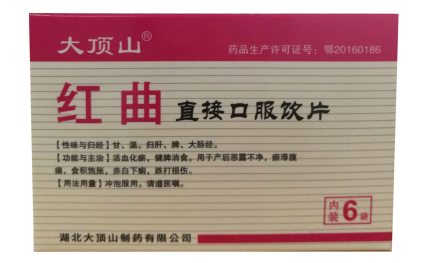 大顶山®
药品生产许可证号：鄂20160186
红曲 直接口服饮片
【性味与归经】甘、温。归肝、脾、大肠经。
【功能与主治】活血化瘀，健脾消食。用于产后恶露不净，瘀滞腹
痛，食积饱胀，赤白下痢，跌打损伤。
【用法用量】冲泡服用。请遵医嘱。
内装6袋
湖北大顶山制药有限公司